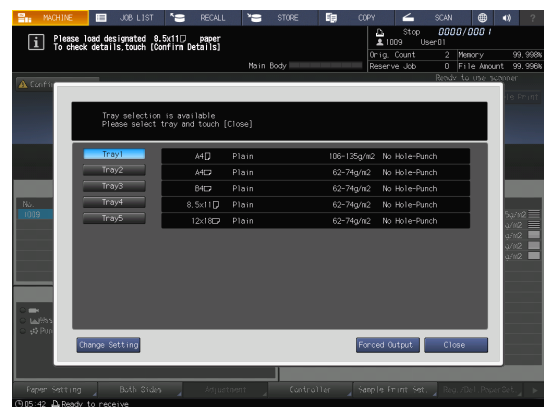 MACHINE JOB LIST RECALL STORE COPY SCAN
Please load designated 8.5x11 paper
To check details,touch [Confirm Details]
Main Body
Stop 0000/0001
1009 User01
Orig. Count 2 Memory 99.998%
Reserve Job 0 File Amount 99.996%
Ready to use scanner
Tray selection is available
Please select tray and touch [Close]
Tray1 A4 Plain 106-135g/m2 No Hole-Punch
Tray2 A4 Plain 62-74g/m2 No Hole-Punch
Tray3 B4 Plain 62-74g/m2 No Hole-Punch
Tray4 8.5x11 Plain 62-74g/m2 No Hole-Punch
Tray5 12x18 Plain 62-74g/m2 No Hole-Punch
No.
1009
Change Setting Forced Output Close
Paper Setting Both Sides Adjustment Controller Sample Print Set.
05:42 Ready to receive